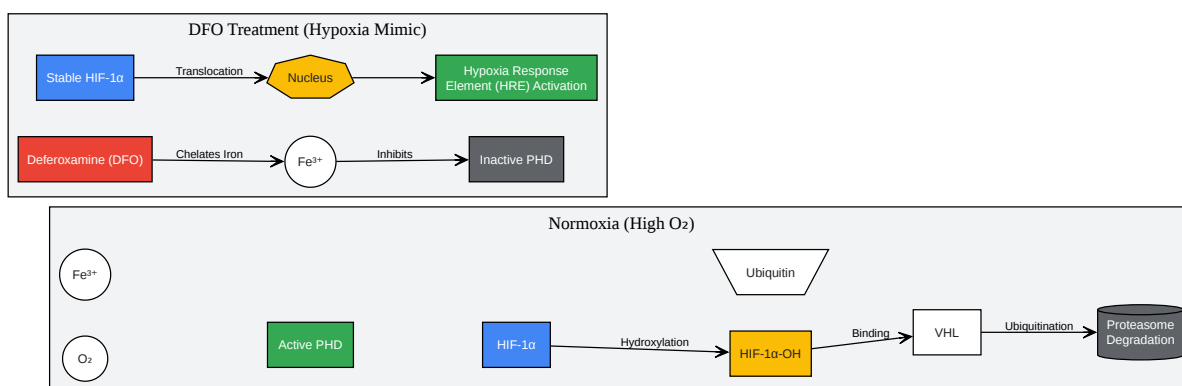 DFO Treatment (Hypoxia Mimic)
Stable HIF-1α
Translocation
Nucleus
Hypoxia Response
Element (HRE) Activation
Deferoxamine (DFO)
Chelates Iron
Fe³⁺
Inhibits
Inactive PHD
Normoxia (High O₂)
Fe³⁺
Ubiquitin
O₂
Active PHD
HIF-1α
Hydroxylation
HIF-1α-OH
Binding
VHL
Ubiquitination
Proteasome
Degradation